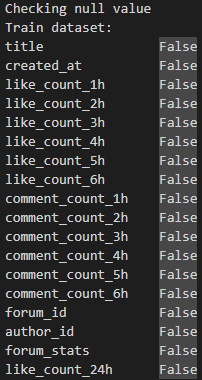 Checking null value
Train dataset:
title False
created_at False
like_count_1h False
like_count_2h False
like_count_3h False
like_count_4h False
like_count_5h False
like_count_6h False
comment_count_1h False
comment_count_2h False
comment_count_3h False
comment_count_4h False
comment_count_5h False
comment_count_6h False
forum_id False
author_id False
forum_stats False
like_count_24h False